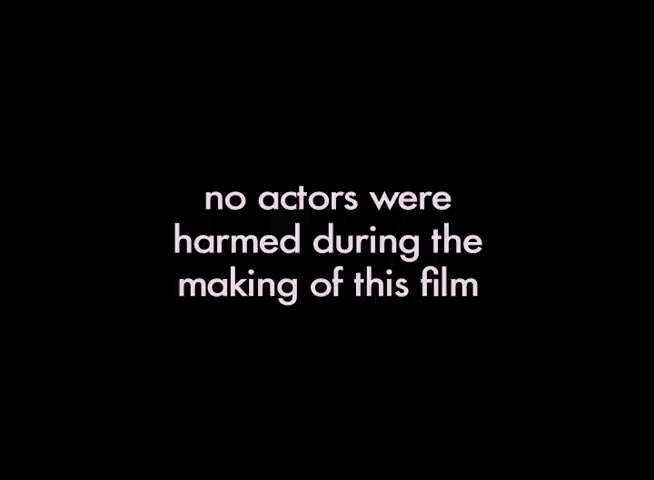 no actors were
harmed during the
making of this film